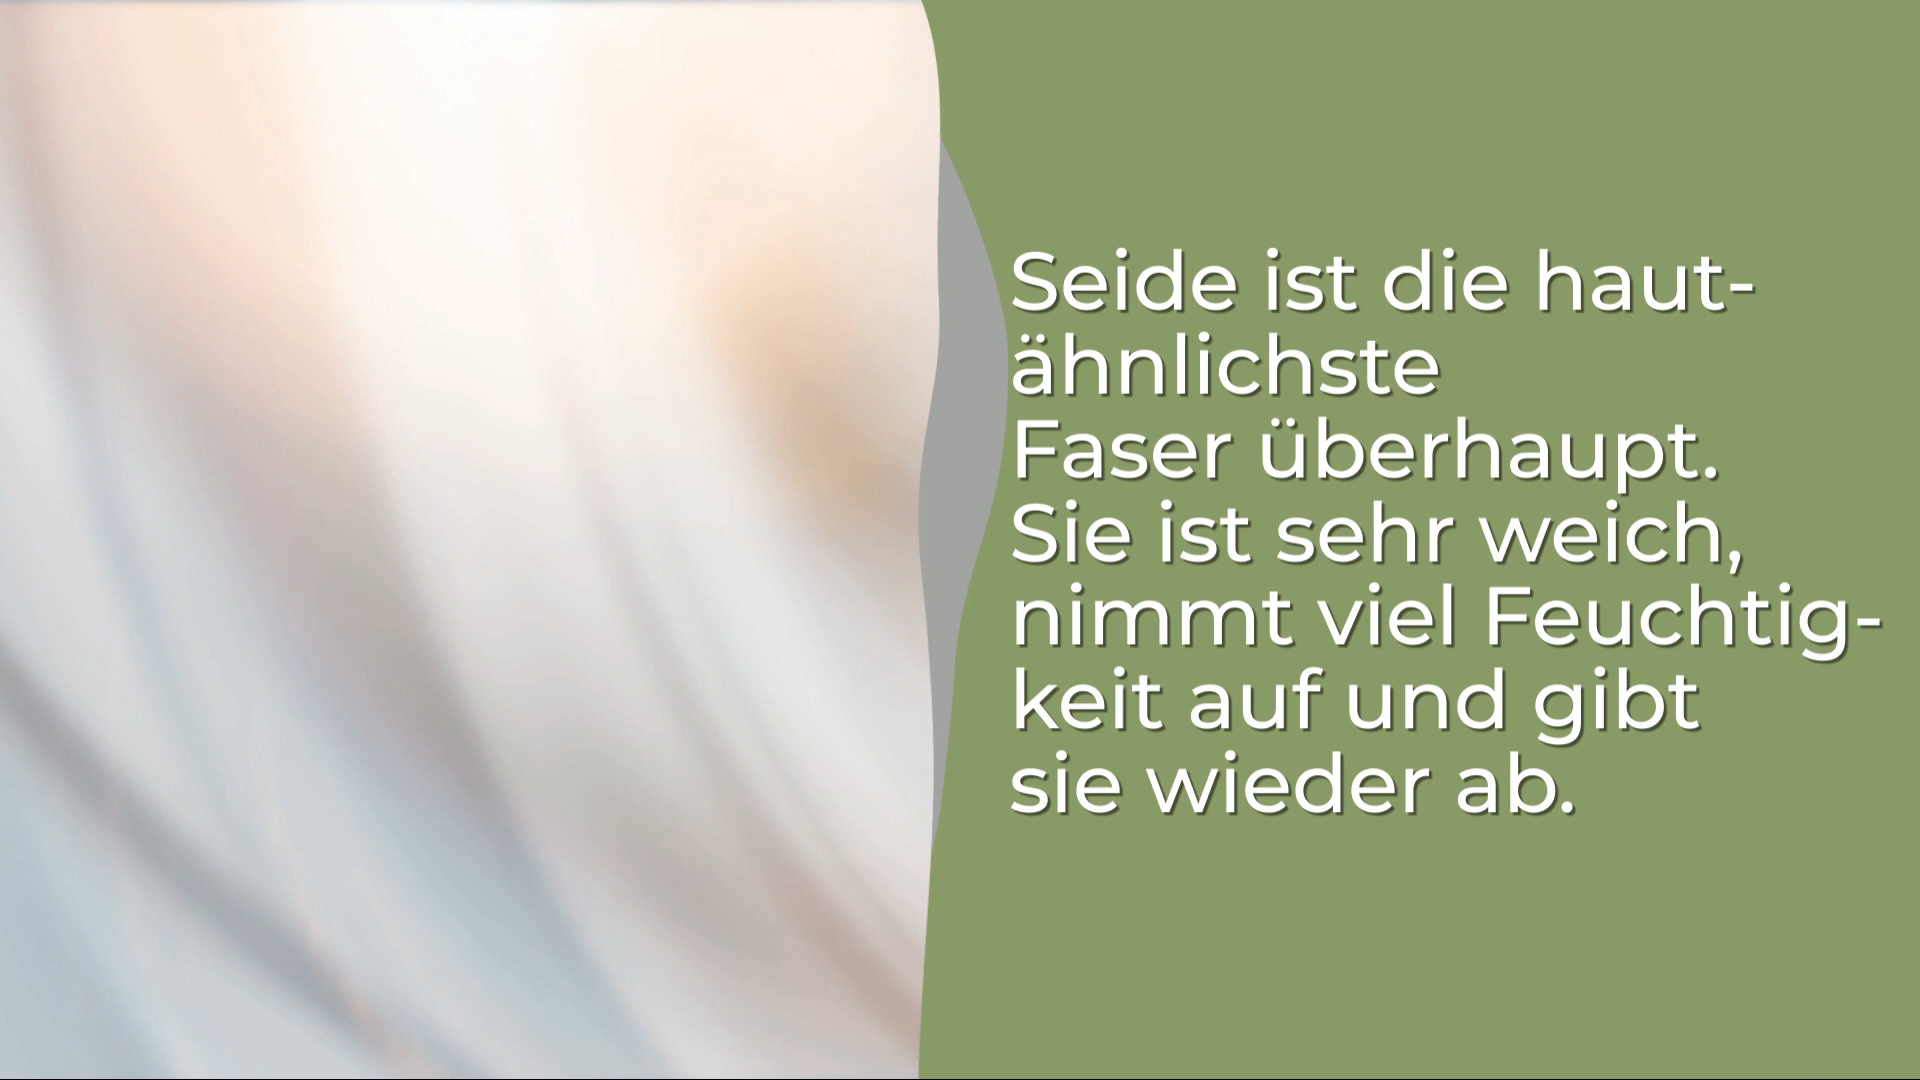 Seide ist die haut-
ähnlichste
Faser überhaupt.
Sie ist sehr weich,
nimmt viel Feuchtig-
keit auf und gibt
sie wieder ab.